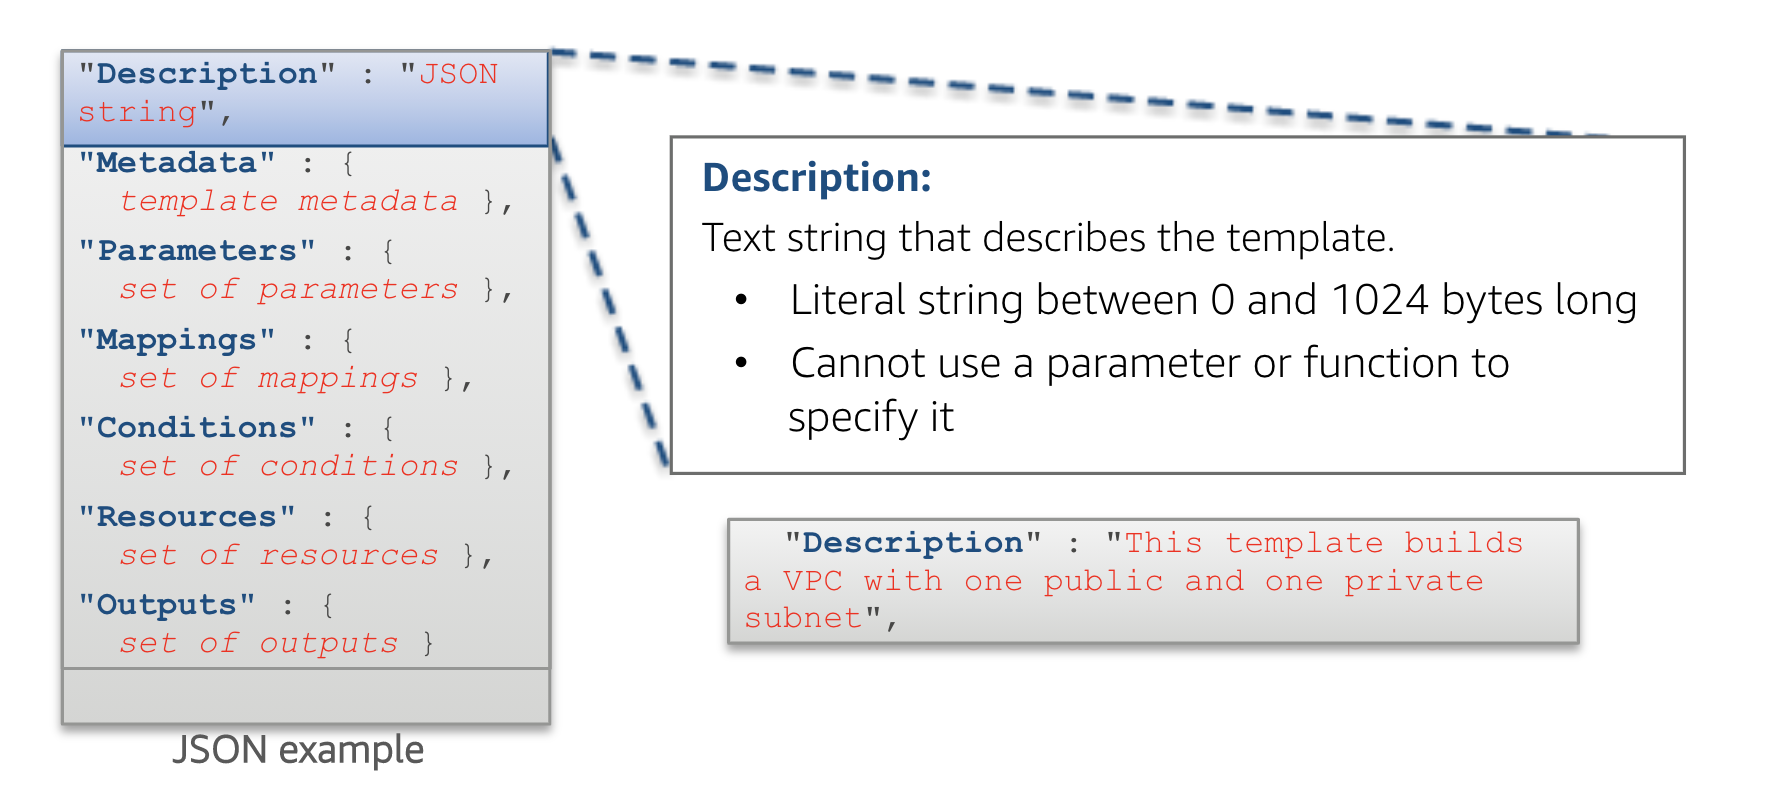 "Description" : "JSON
string",
"Metadata" : {
template metadata },
"Parameters" : {
set of parameters },
"Mappings" : {
set of mappings },
"Conditions" : {
set of conditions },
"Resources" : {
set of resources },
"Outputs" : {
set of outputs }
JSON example
Description:
Text string that describes the template.
• Literal string between 0 and 1024 bytes long
• Cannot use a parameter or function to
specify it
"Description" : "This template builds
a VPC with one public and one private
subnet",